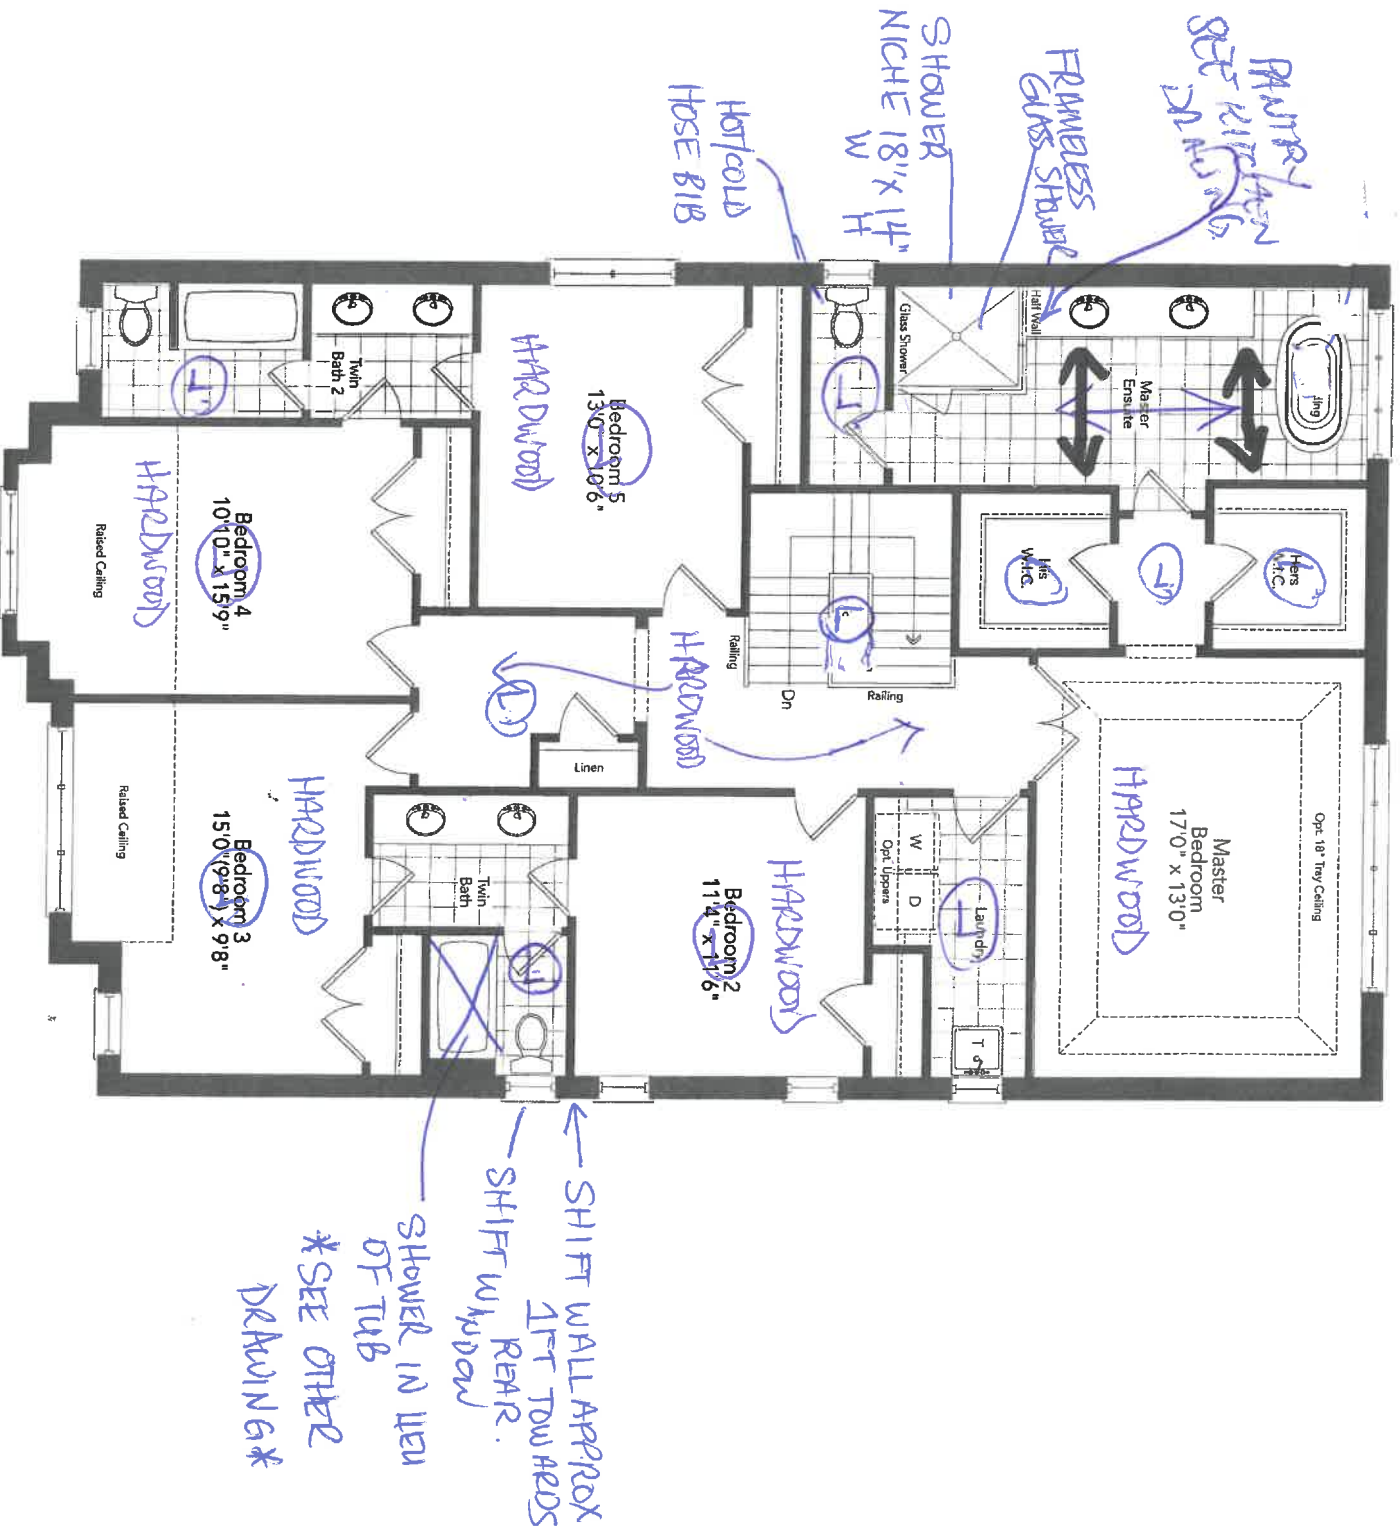 PANTRY
SEE KITCHEN
FRAMELESS
GLASS SHOWER
SHOWER
NICHE 18" x 14"
W H
HOT/COLD
HOSE BIB
Half Wall
Glass Shower
Master
Ensuite
L
L
Hers
W.I.C.
L
His
W.I.C.
L
L
Master
Bedroom
17'0" x 13'0"
Opt. 18" Tray Ceiling
HARDWOOD
Bedroom 5
13'0" x 10'6"
L
HARDWOOD
Twin
Bath 2
L
Bedroom 4
10'10" x 15'9"
L
HARDWOOD
Raised Ceiling
Railing
Railing
Dn
HARDWOOD
L
Linen
Laundry
L
W
D
Opt. Uppers
T
Bedroom 2
11'4" x 11'6"
L
HARDWOOD
Twin
Bath
L
Bedroom 3
15'0"(9'8") x 9'8"
L
HARDWOOD
Raised Ceiling
SHIFT WALL APPROX
1FT TOWARDS
REAR.
SHIFT WINDOW
SHOWER IN LIEU
OF TUB
*SEE OTHER
DRAWING*